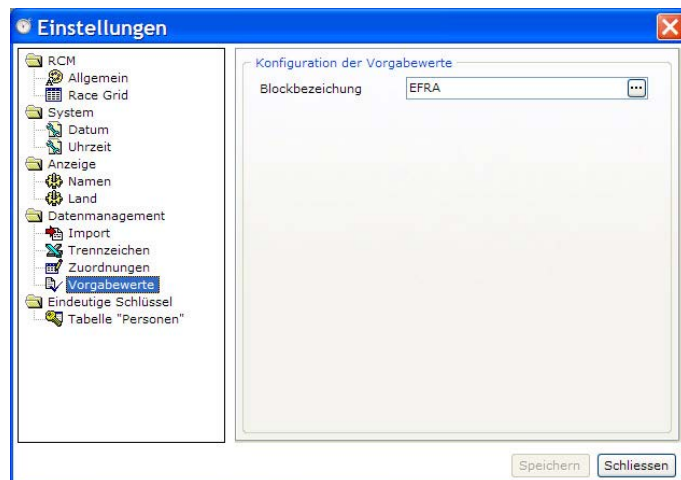 Einstellungen
RCM
Allgemein
Race Grid
System
Datum
Uhrzeit
Anzeige
Namen
Land
Datenmanagement
Import
Trennzeichen
Zuordnungen
Vorgabewerte
Eindeutige Schlüssel
Tabelle "Personen"
Konfiguration der Vorgabewerte
Blockbezeichung EFRA ...
Speichern Schliessen